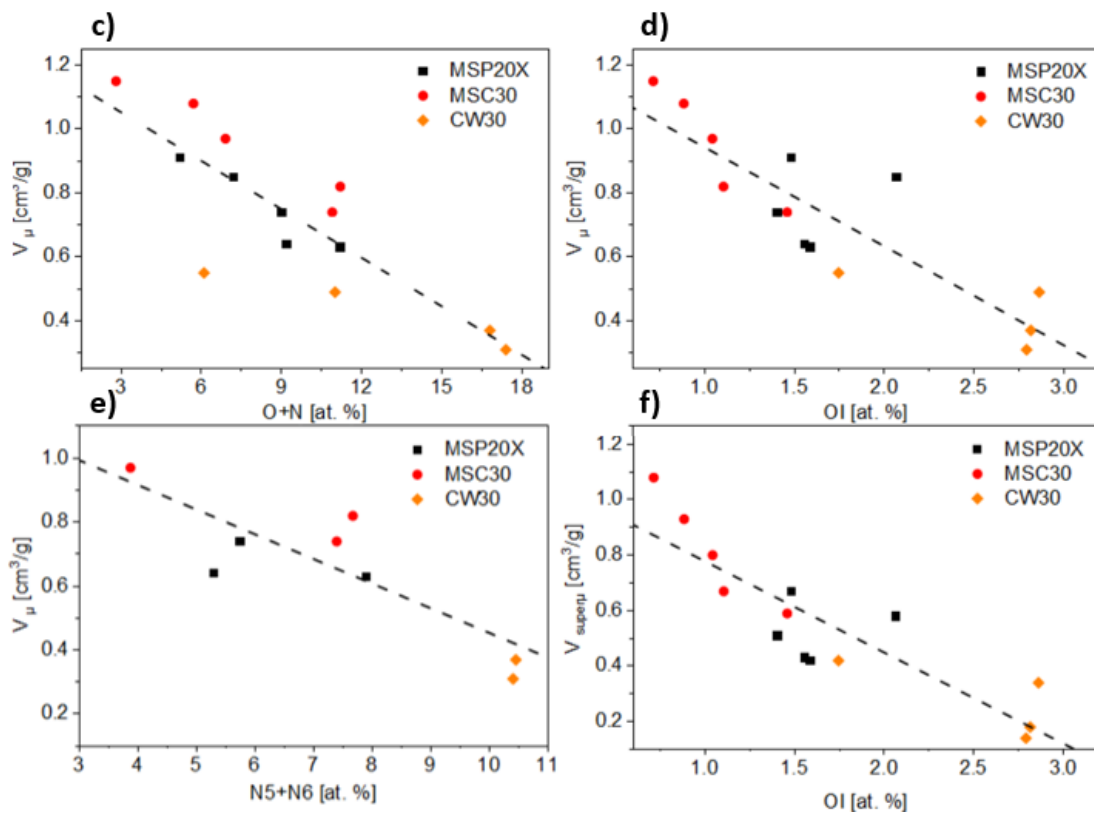 c)
1.2
1.0
0.8
0.6
0.4
V μ [cm³/g]
MSP20X
MSC30
CW30
3 6 9 12 15 18
O+N [at. %]
d)
1.2
1.0
0.8
0.6
0.4
V μ [cm³/g]
MSP20X
MSC30
CW30
1.0 1.5 2.0 2.5 3.0
OI [at. %]
e)
1.0
0.8
0.6
0.4
0.2
V μ [cm³/g]
MSP20X
MSC30
CW30
3 4 5 6 7 8 9 10 11
N5+N6 [at. %]
f)
1.2
1.0
0.8
0.6
0.4
0.2
V superμ [cm³/g]
MSP20X
MSC30
CW30
1.0 1.5 2.0 2.5 3.0
OI [at. %]